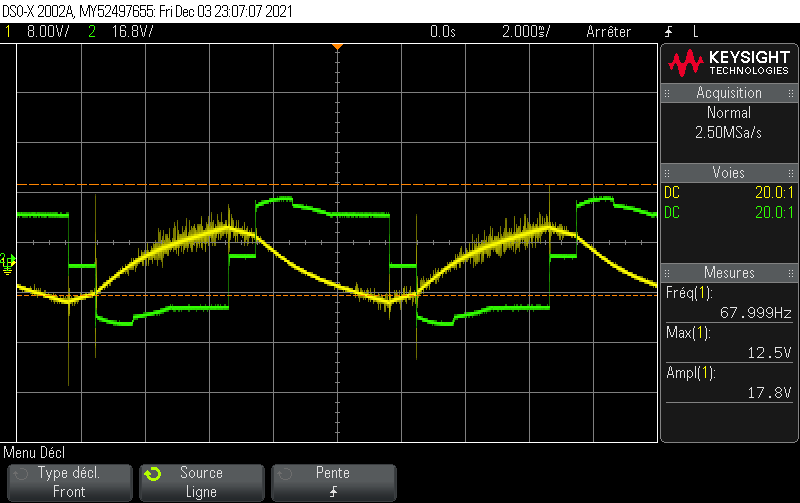 DSO-X 2002A, MY52497655: Fri Dec 03 23:07:07 2021
1 8.00V/ 2 16.8V/ 0.0s 2.000ms/ Arrêter L
KEYSIGHT
TECHNOLOGIES
Acquisition
Normal
2.50MSa/s
Voies
DC 20.0:1
DC 20.0:1
Mesures
Fréq(1):
67.999Hz
Max(1):
12.5V
Ampl(1):
17.8V
Menu Décl
Type décl.
Front
Source
Ligne
Pente